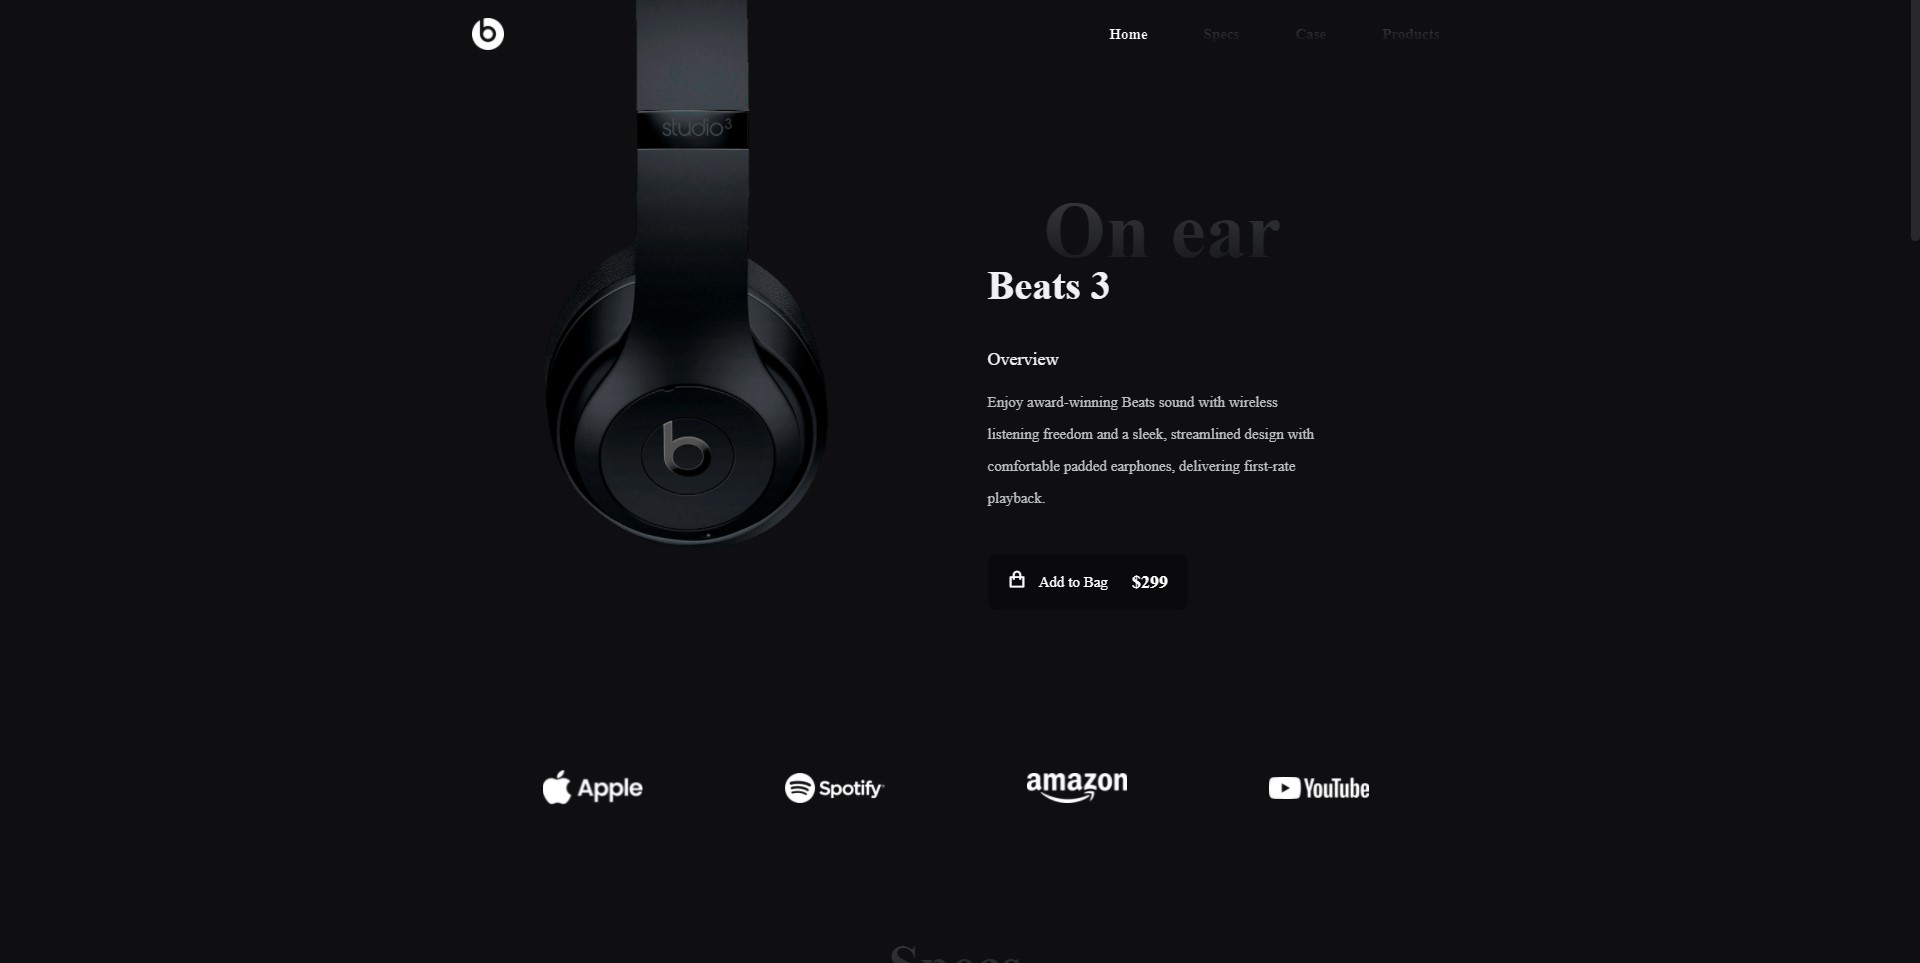 Home Specs Case Products
studio3
On ear
Beats 3
Overview
Enjoy award-winning Beats sound with wireless
listening freedom and a sleek, streamlined design with
comfortable padded earphones, delivering first-rate
playback.
Add to Bag $299
Apple Spotify amazon YouTube
Specs